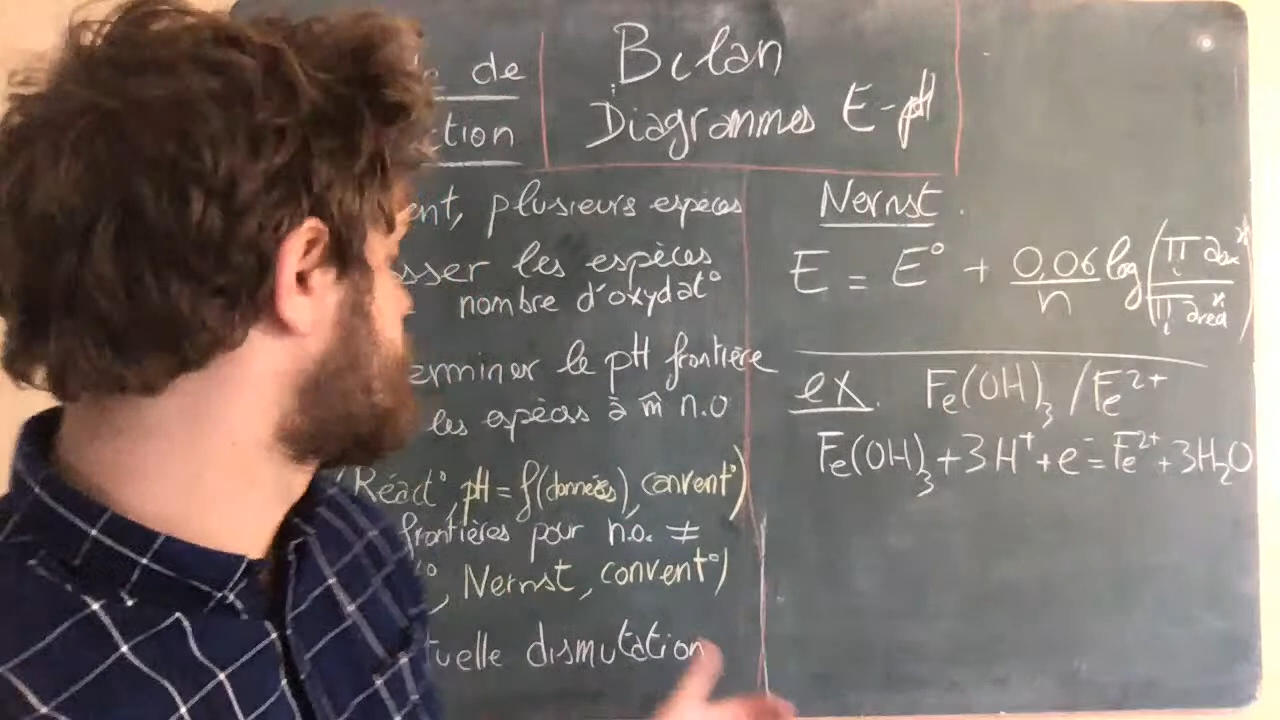 de
ction
Bilan
Diagrammes E-pH
ent, plusieurs espèces
sser les espèces
nombre d'oxydat°
erminer le pH frontière
les espèces à m̂ n.o
(Réact°, pH = f(données), convent°)
frontières pour n.o. ≠
, Nernst, convent°)
tuelle dismutation
Nernst.
E = E° + 0,06/n log(∏i aox^x/∏i ared^x)
ex. Fe(OH)₃/Fe²⁺
Fe(OH)₃ + 3H⁺ + e⁻ = Fe²⁺ + 3H₂O